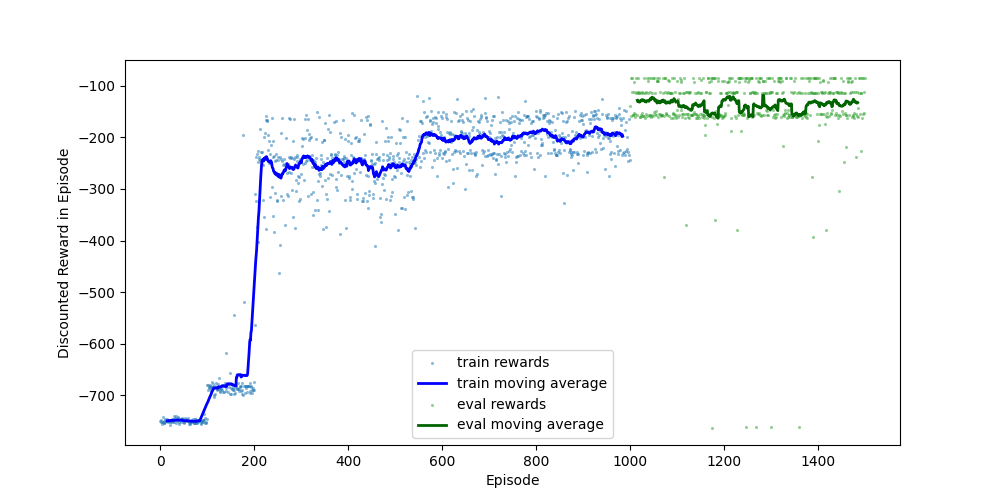 −100
−200
−300
−400
−500
−600
−700
Discounted Reward in Episode
train rewards
train moving average
eval rewards
eval moving average
0 200 400 600 800 1000 1200 1400
Episode